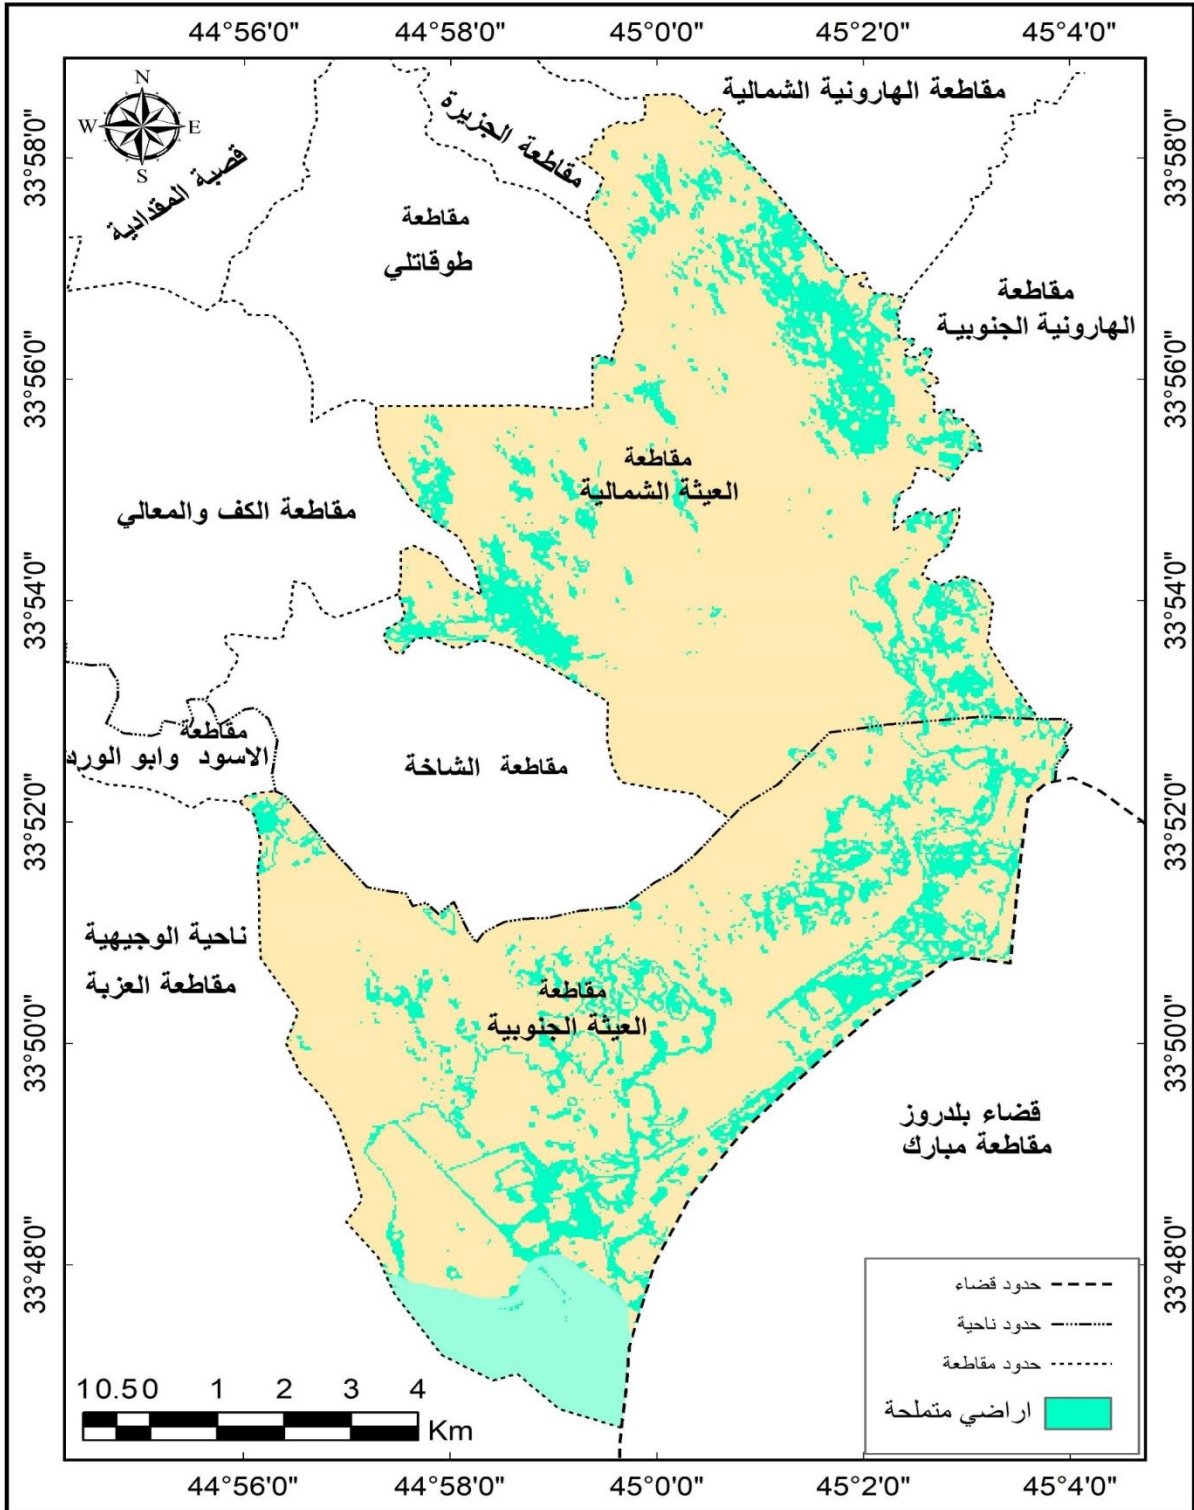 44°56'0"
44°58'0"
45°0'0"
45°2'0"
45°4'0"
N
W
E
S
33°58'0"
33°58'0"
مقاطعة الهارونية الشمالية
مقاطعة الجزيرة
قصبة المقدادية
مقاطعة
طوقاتلي
مقاطعة
الهارونية الجنوبية
33°56'0"
33°56'0"
مقاطعة
العيثة الشمالية
مقاطعة الكف والمعالي
33°54'0"
33°54'0"
مقاطعة
الاسود وابو الورد
مقاطعة الشاخة
33°52'0"
33°52'0"
ناحية الوجيهية
مقاطعة العزبة
مقاطعة
العيثة الجنوبية
33°50'0"
33°50'0"
قضاء بلدروز
مقاطعة مبارك
33°48'0"
33°48'0"
حدود قضاء
حدود ناحية
حدود مقاطعة
اراضي متملحة
10.50 1 2 3 4
Km
44°56'0"
44°58'0"
45°0'0"
45°2'0"
45°4'0"